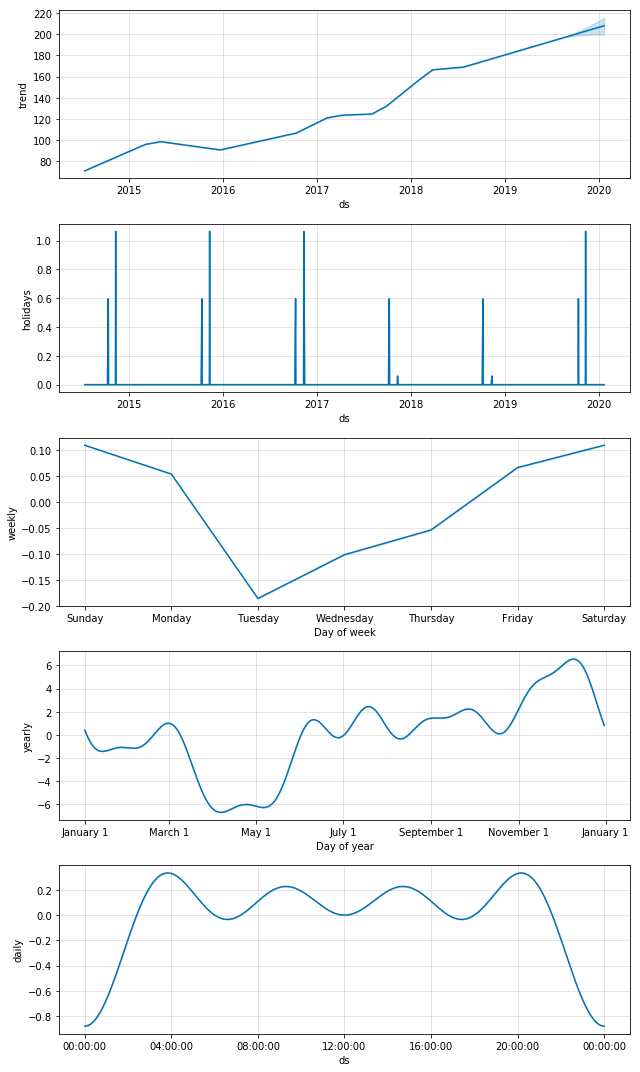 220
200
180
160
140
120
100
80
trend
2015 2016 2017 2018 2019 2020
ds
1.0
0.8
0.6
0.4
0.2
0.0
holidays
2015 2016 2017 2018 2019 2020
ds
0.10
0.05
0.00
−0.05
−0.10
−0.15
−0.20
weekly
Sunday Monday Tuesday Wednesday Thursday Friday Saturday
Day of week
6
4
2
0
−2
−4
−6
yearly
January 1 March 1 May 1 July 1 September 1 November 1 January 1
Day of year
0.2
0.0
−0.2
−0.4
−0.6
−0.8
daily
00:00:00 04:00:00 08:00:00 12:00:00 16:00:00 20:00:00 00:00:00
ds